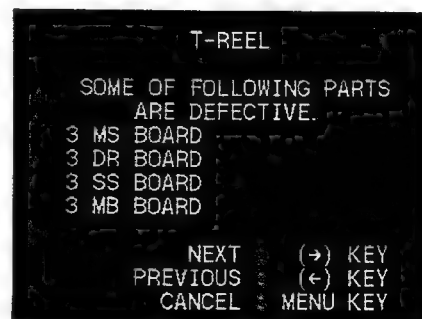 T-REEL
SOME OF FOLLOWING PARTS
ARE DEFECTIVE.
3 MS BOARD
3 DR BOARD
3 SS BOARD
3 MB BOARD
NEXT (→) KEY
PREVIOUS (←) KEY
CANCEL MENU KEY